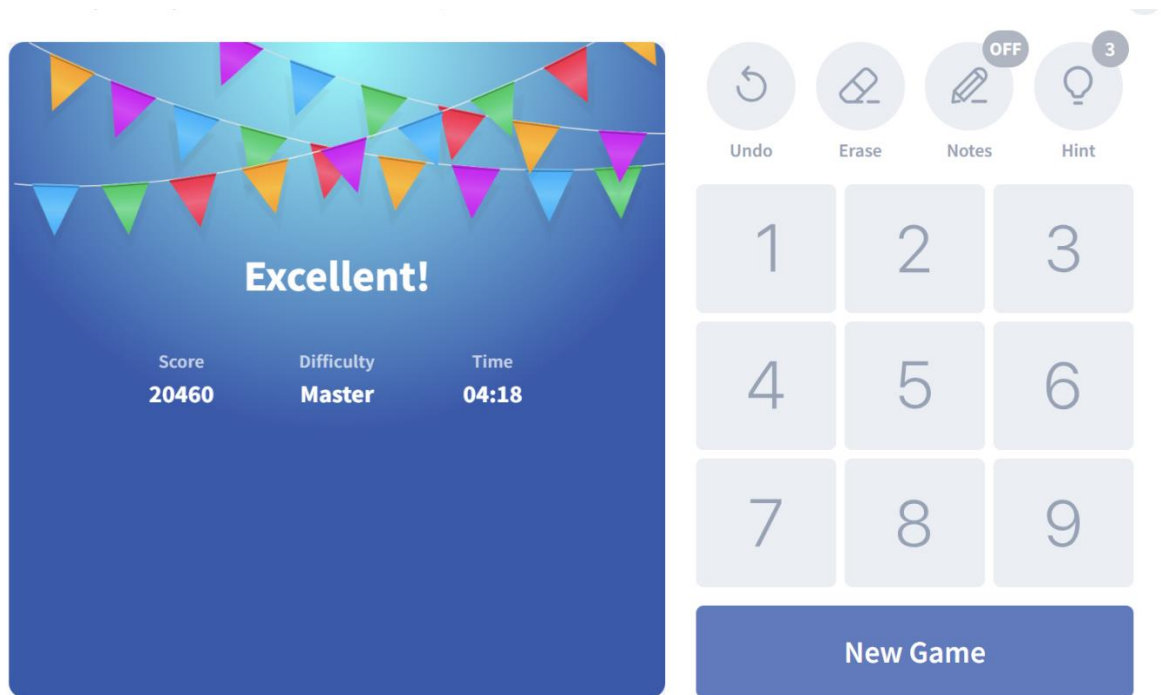 Excellent!
Score Difficulty Time
20460 Master 04:18
OFF 3
Undo Erase Notes Hint
1 2 3
4 5 6
7 8 9
New Game